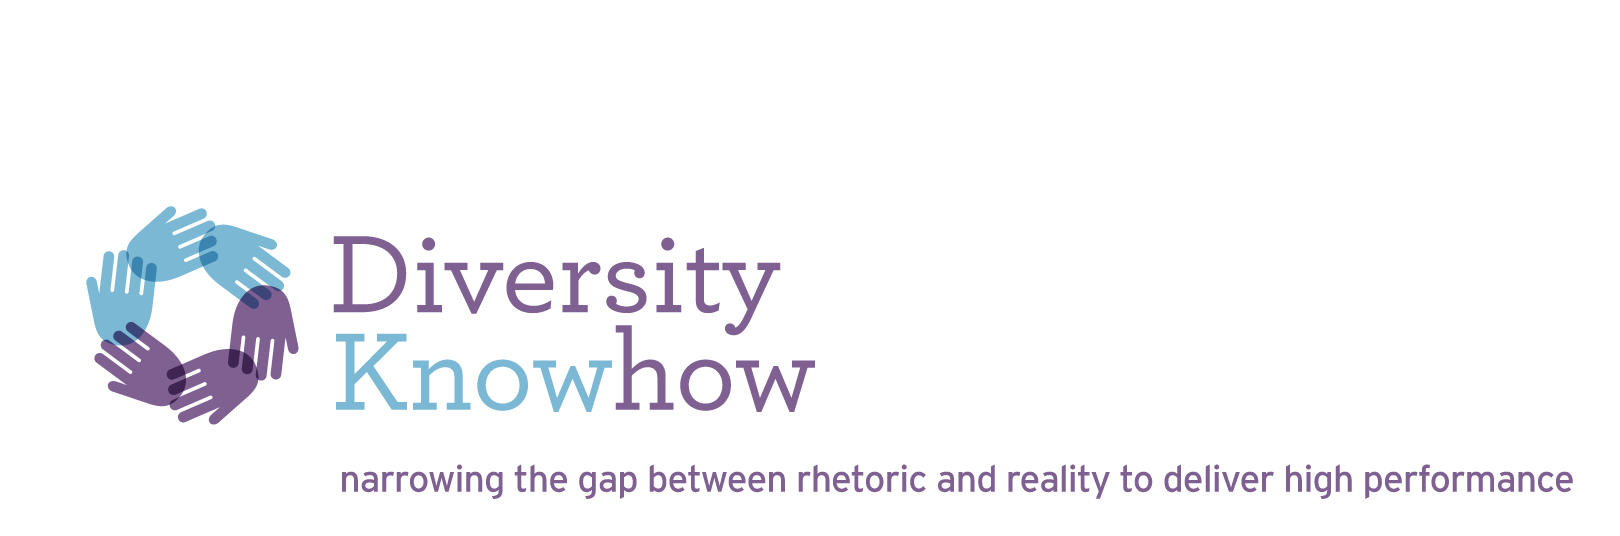 Diversity
Knowhow
narrowing the gap between rhetoric and reality to deliver high performance